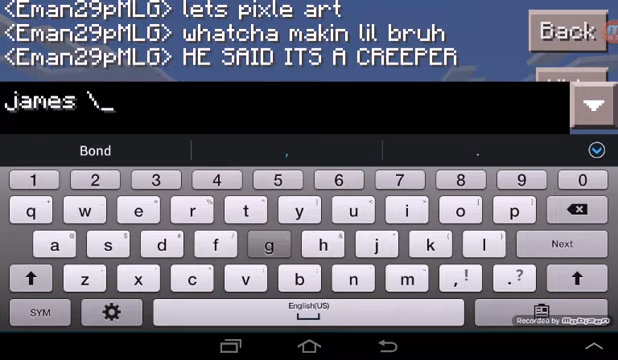 <Eman29pMLG> lets pixle art
<Eman29pMLG> whatcha makin lil bruh
<Eman29pMLG> HE SAID ITS A CREEPER
Back
james \_
Bond , .
1 2 3 4 5 6 7 8 9 0
q w e r t y u i o p
a s d f g h j k l Next
z x c v b n m ,! .?
SYM English(US)
Recorded by Mobizen